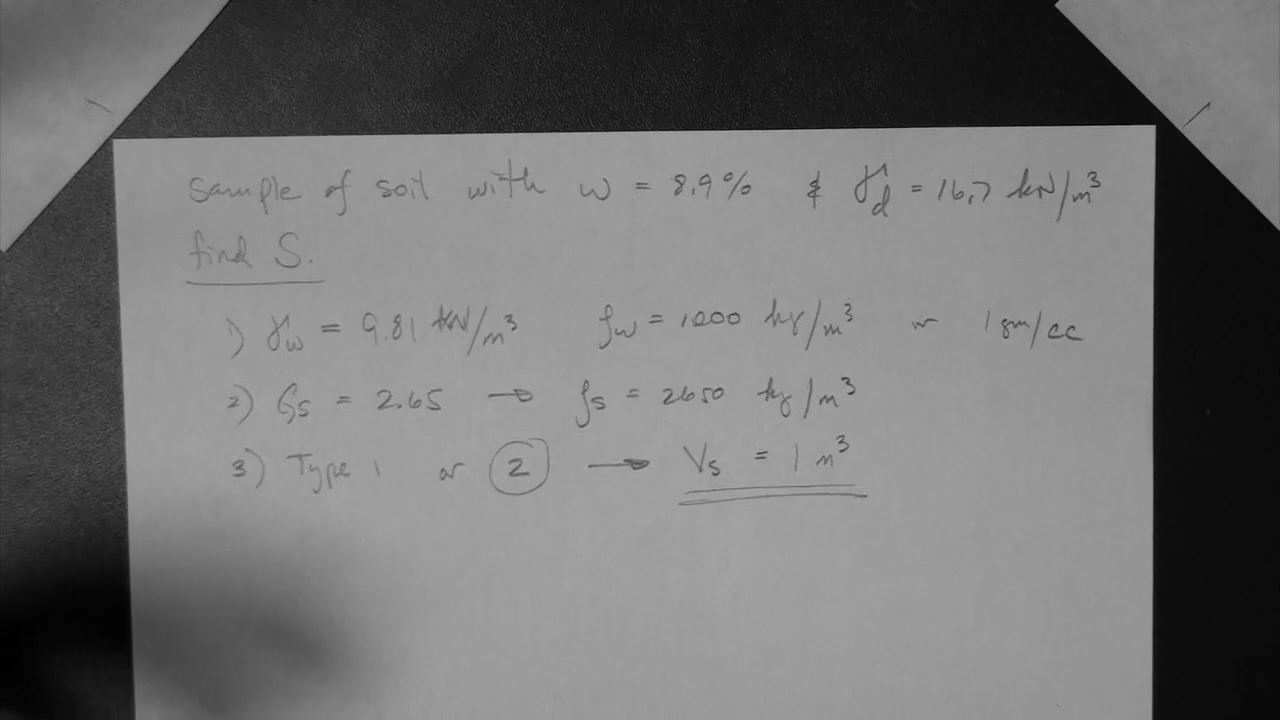 Sample of soil with w = 8.9% & γd = 16.7 kN/m³
find S.
1) γw = 9.81 kN/m³ ρw = 1000 kg/m³ or 1 gm/cc
2) Gs = 2.65 → ρs = 2650 kg/m³
3) Type 1 or 2 → Vs = 1 m³